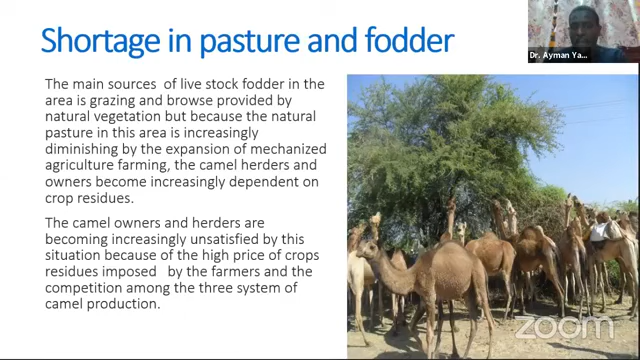 Shortage in pasture and fodder
Dr. Ayman Ya...
The main sources of live stock fodder in the
area is grazing and browse provided by
natural vegetation but because the natural
pasture in this area is increasingly
diminishing by the expansion of mechanized
agriculture farming, the camel herders and
owners become increasingly dependent on
crop residues.
The camel owners and herders are
becoming increasingly unsatisfied by this
situation because of the high price of crops
residues imposed by the farmers and the
competition among the three system of
camel production.
zoom